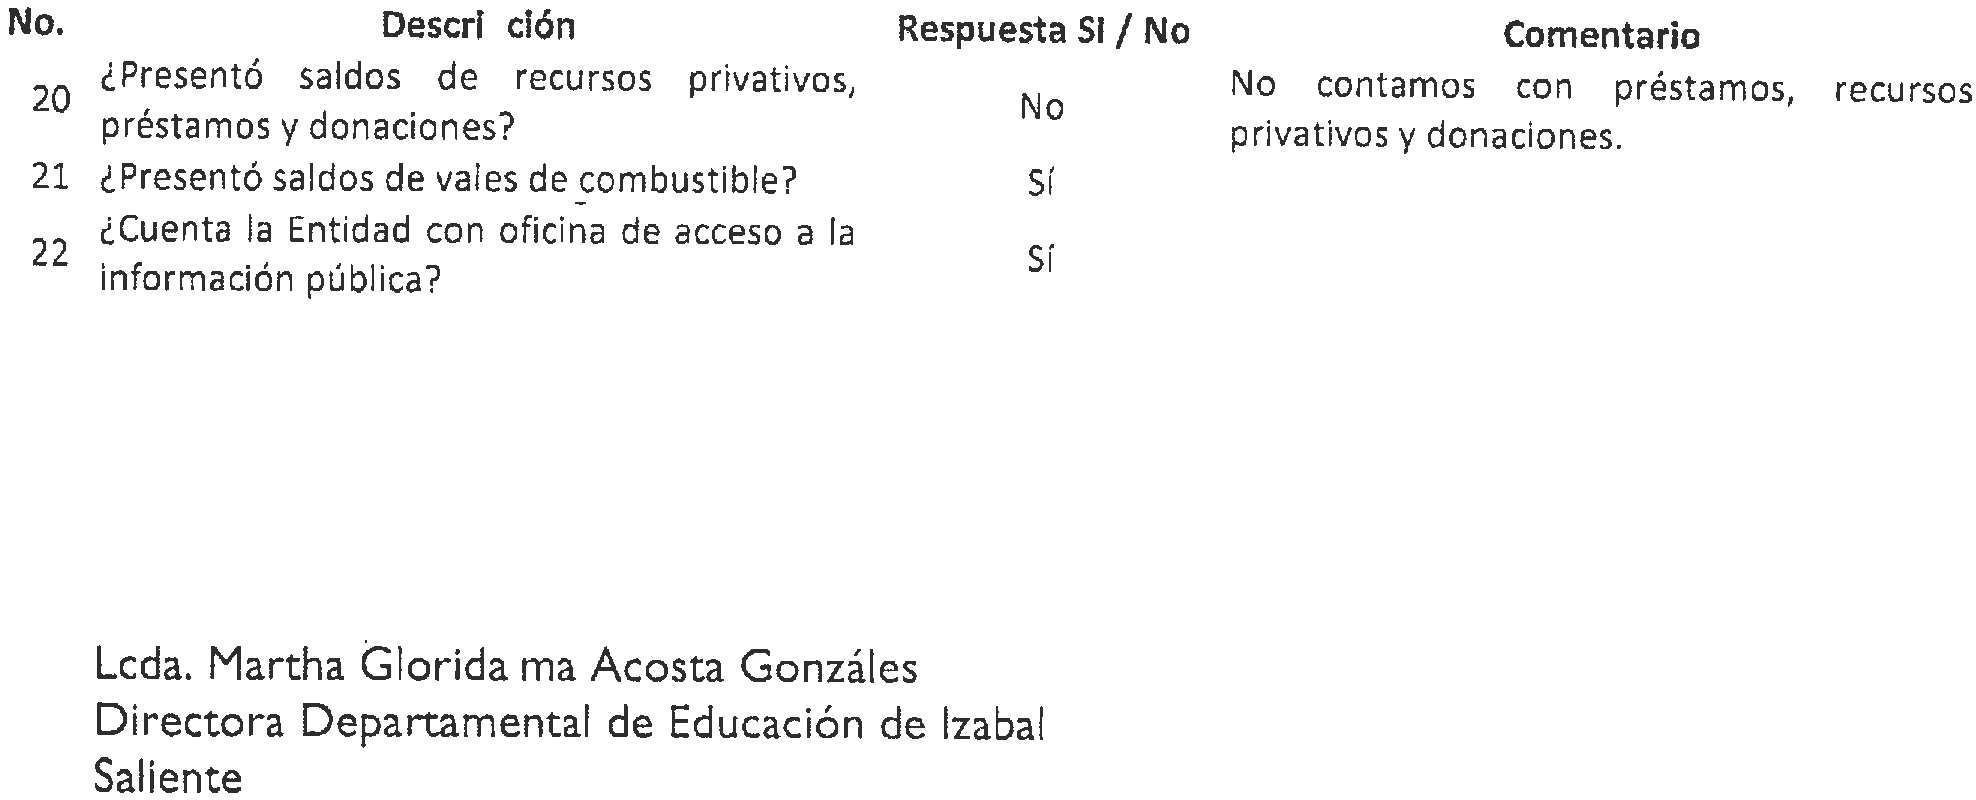 No. Descri ción Respuesta SI / No Comentario
20 ¿Presentó saldos de recursos privativos, préstamos y donaciones? No No contamos con préstamos, recursos privativos y donaciones.
21 ¿Presentó saldos de vales de combustible? Sí
22 ¿Cuenta la Entidad con oficina de acceso a la información pública? Sí
Lcda. Martha Glorida ma Acosta Gonzáles
Directora Departamental de Educación de Izabal
Saliente